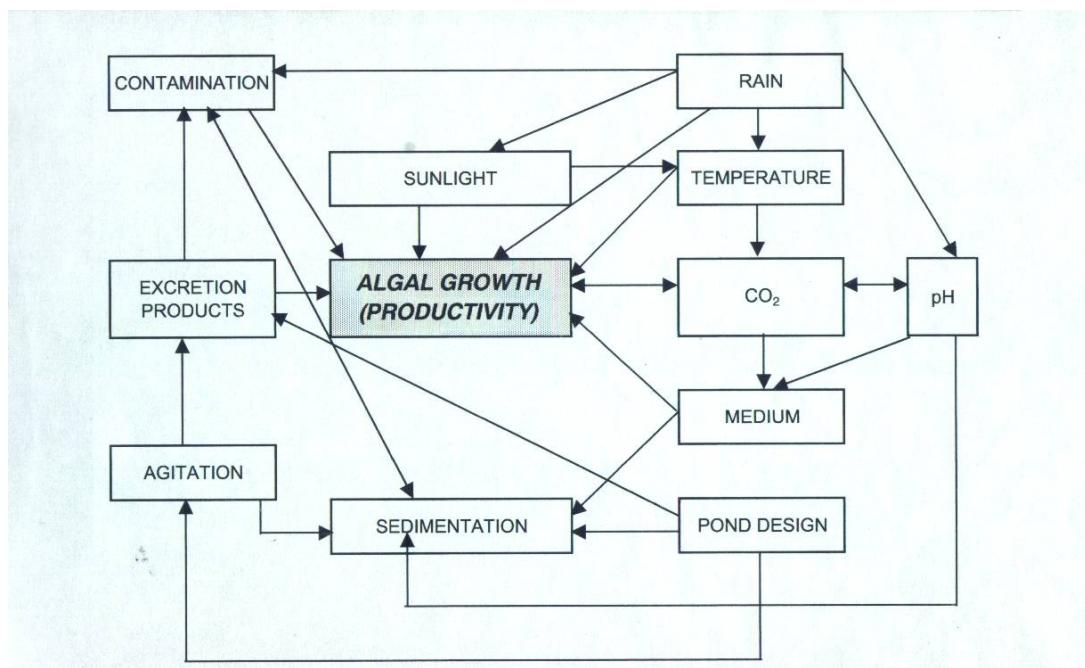 CONTAMINATION
RAIN
SUNLIGHT
TEMPERATURE
EXCRETION
PRODUCTS
ALGAL GROWTH
(PRODUCTIVITY)
CO₂
pH
MEDIUM
AGITATION
SEDIMENTATION
POND DESIGN